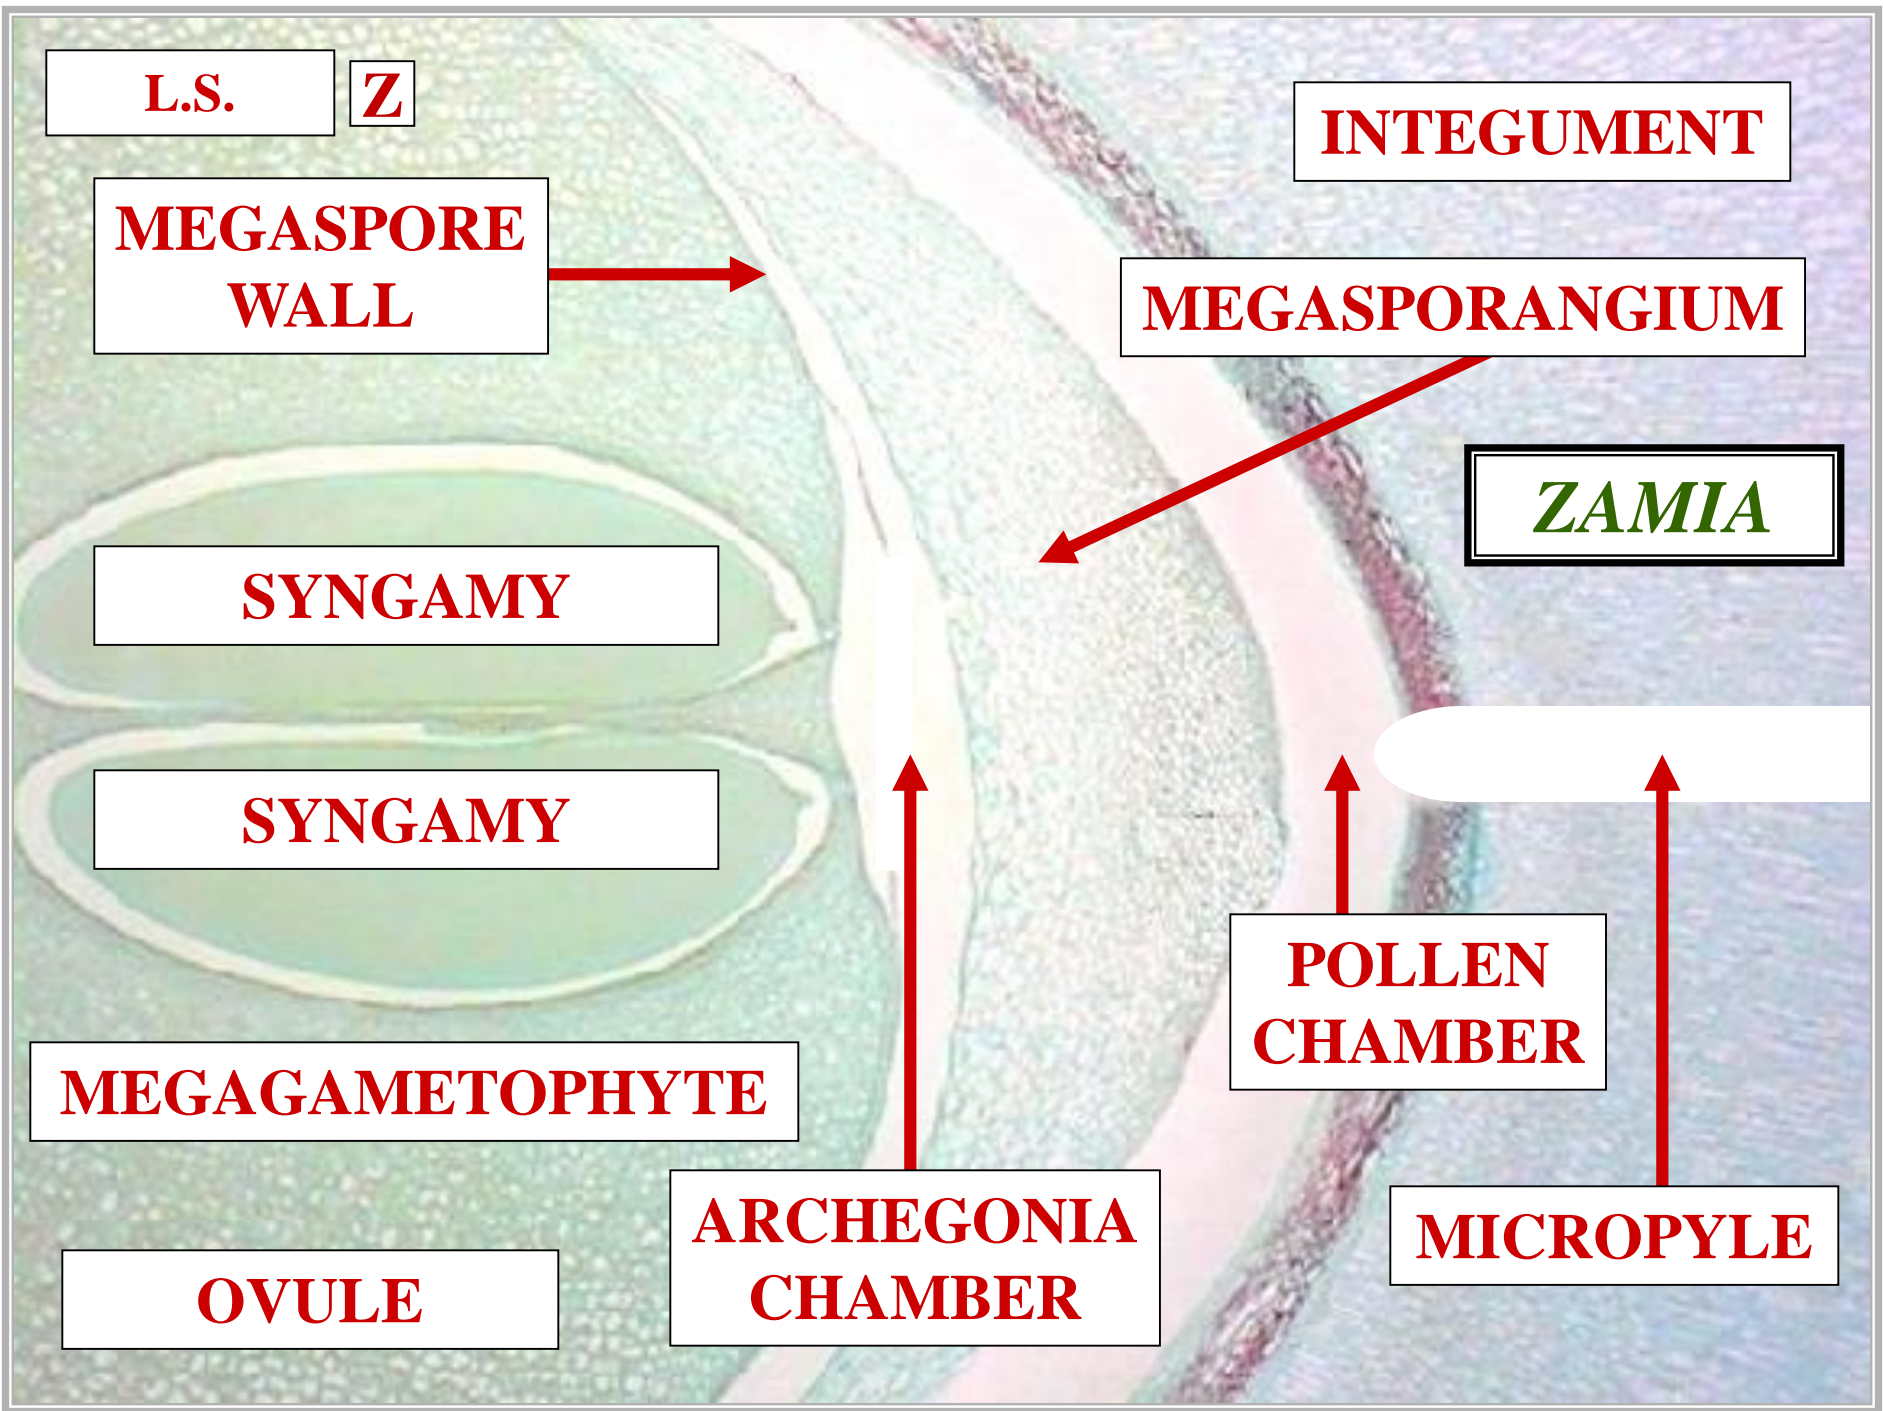 L.S.
Z
INTEGUMENT
MEGASPORE
WALL
MEGASPORANGIUM
ZAMIA
SYNGAMY
SYNGAMY
POLLEN
CHAMBER
MEGAGAMETOPHYTE
ARCHEGONIA
CHAMBER
MICROPYLE
OVULE